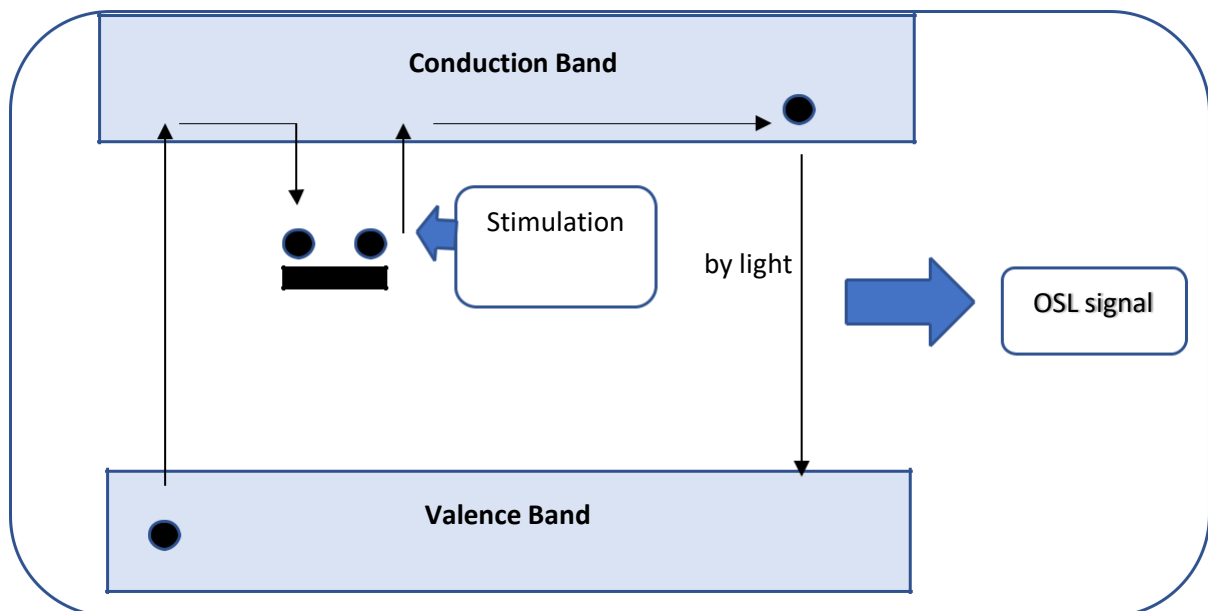 Conduction Band
Stimulation
by light
OSL signal
Valence Band